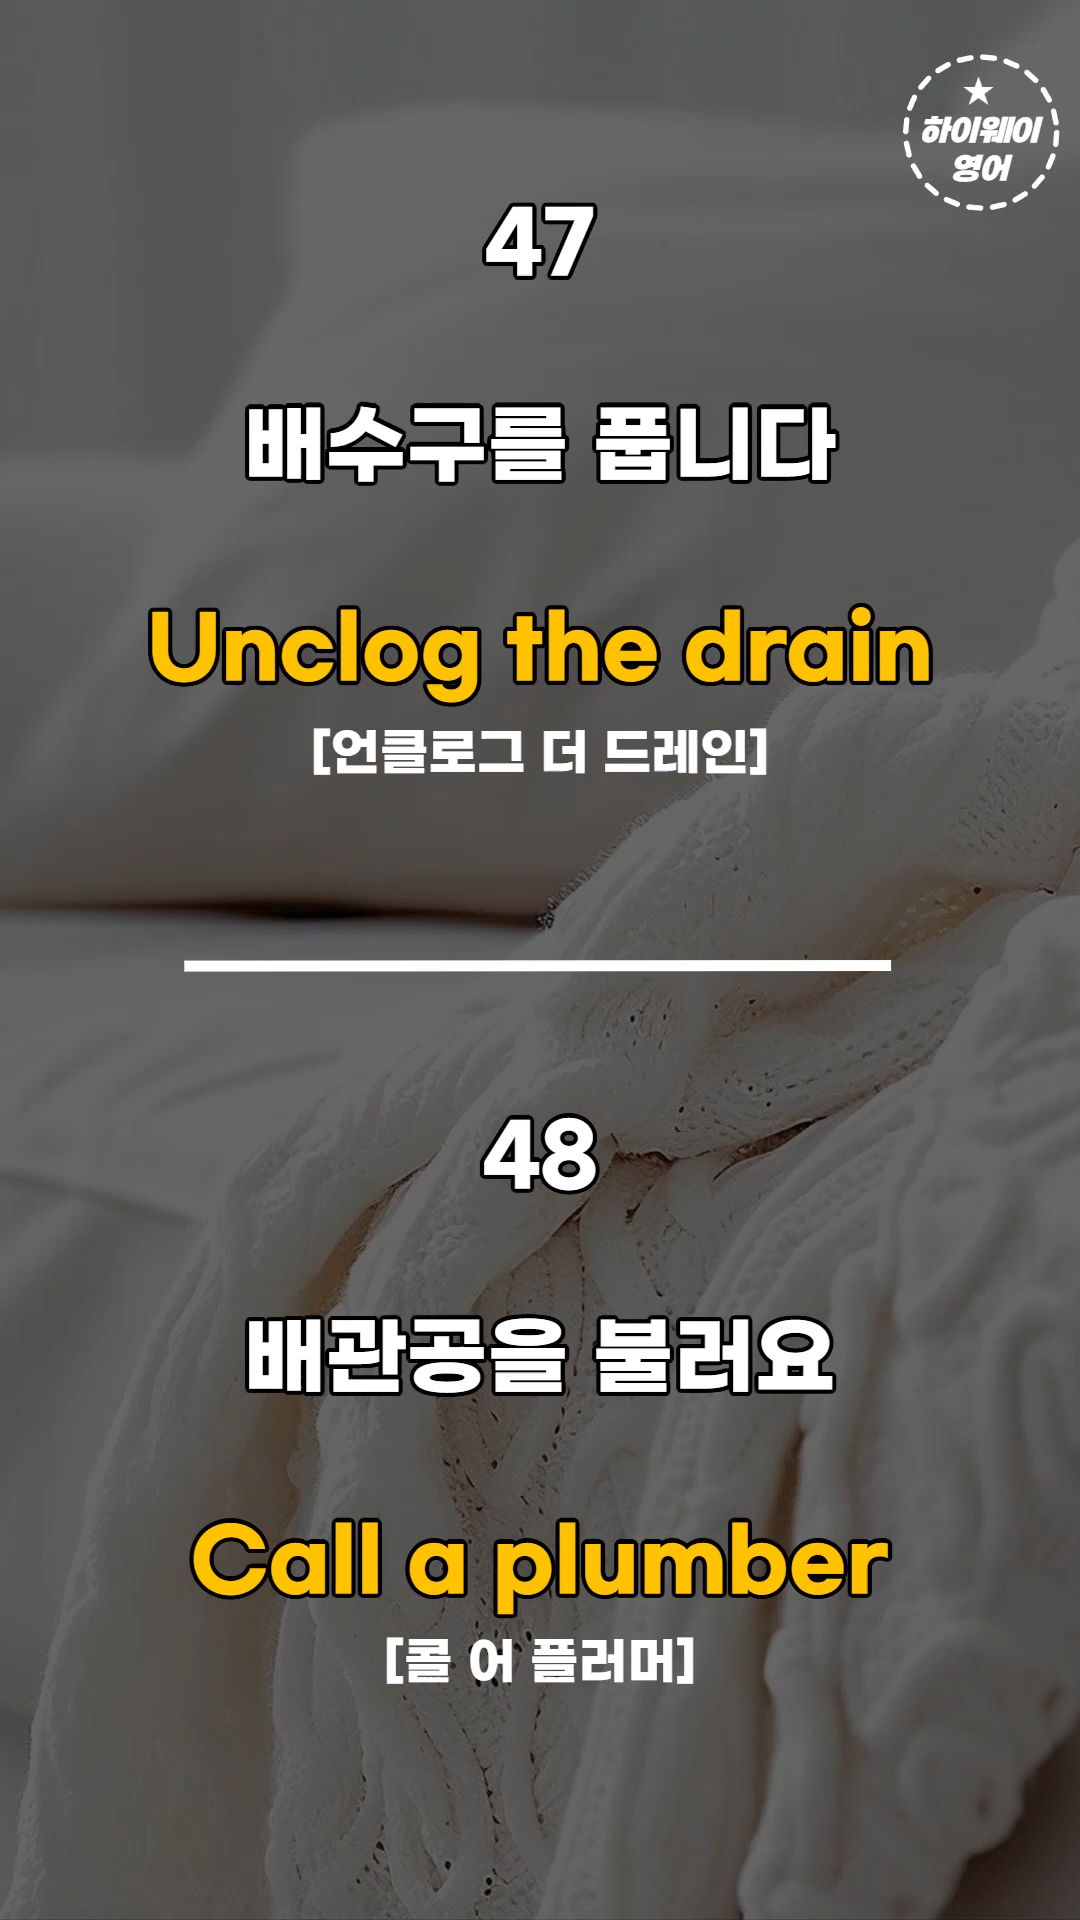 ★
하이웨이
영어
47
배수구를 풉니다
Unclog the drain
[언클로그 더 드레인]
48
배관공을 불러요
Call a plumber
[콜 어 플러머]